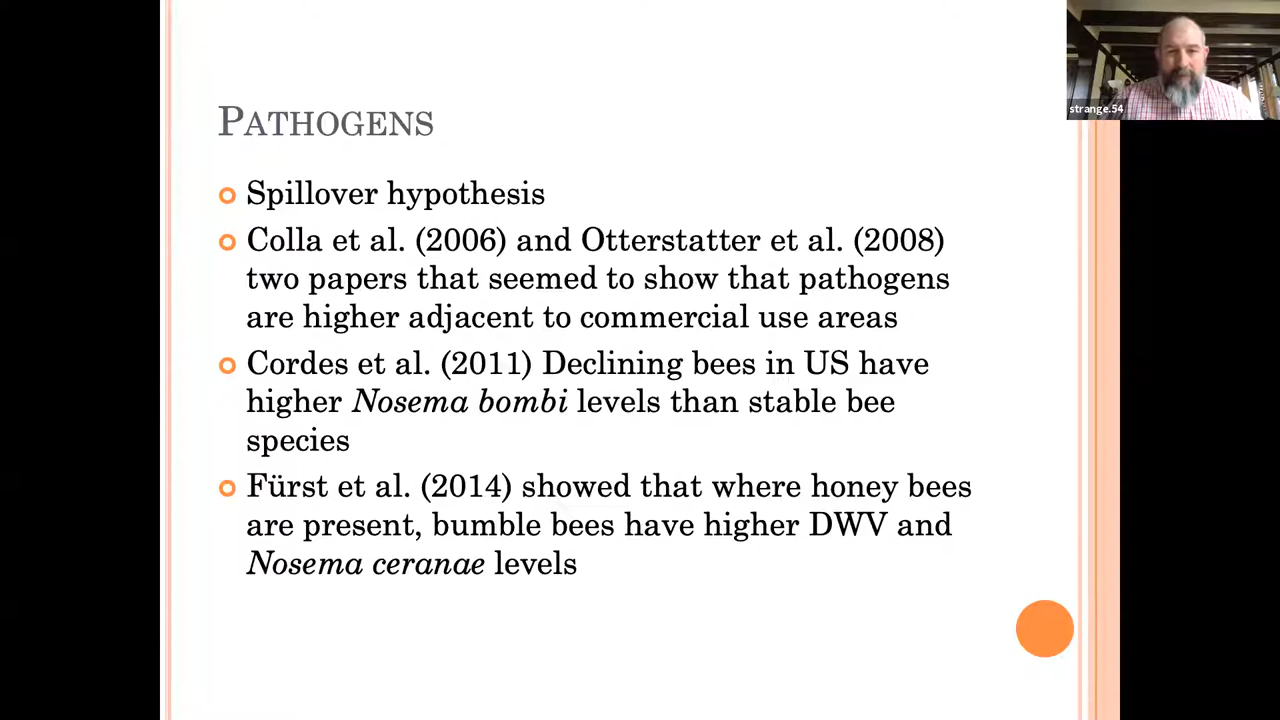 strange.54
PATHOGENS
Spillover hypothesis
Colla et al. (2006) and Otterstatter et al. (2008)
two papers that seemed to show that pathogens
are higher adjacent to commercial use areas
Cordes et al. (2011) Declining bees in US have
higher Nosema bombi levels than stable bee
species
Fürst et al. (2014) showed that where honey bees
are present, bumble bees have higher DWV and
Nosema ceranae levels